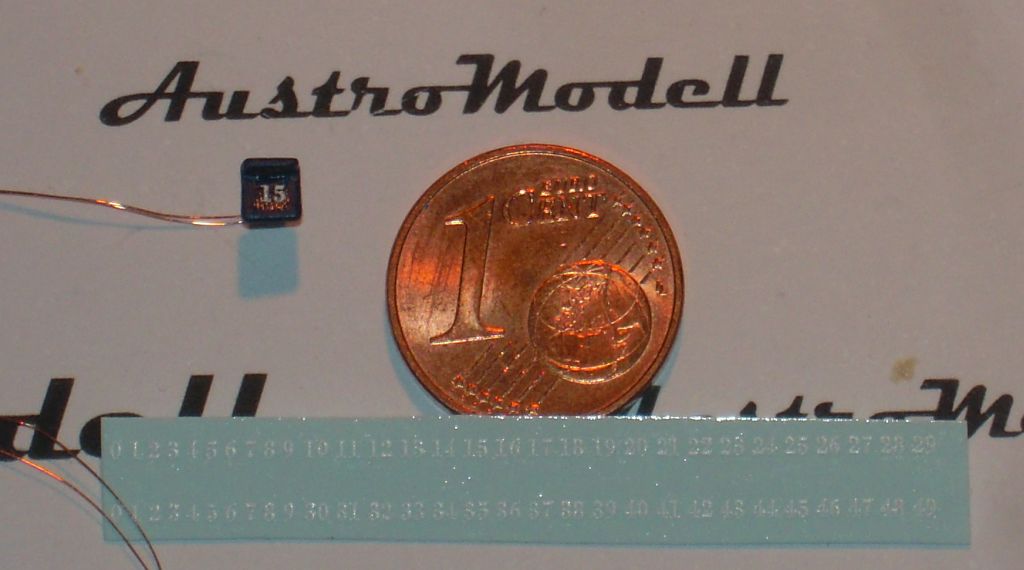 AustroModell
15
1 EURO
CENT
dell
AustroMo
0 1 2 3 4 5 6 7 8 9 10 11 12 13 14 15 16 17 18 19 20 21 22 23 24 25 26 27 28 29
0 1 2 3 4 5 6 7 8 9 30 31 32 33 34 35 36 37 38 39 40 41 42 43 44 45 46 47 48 49